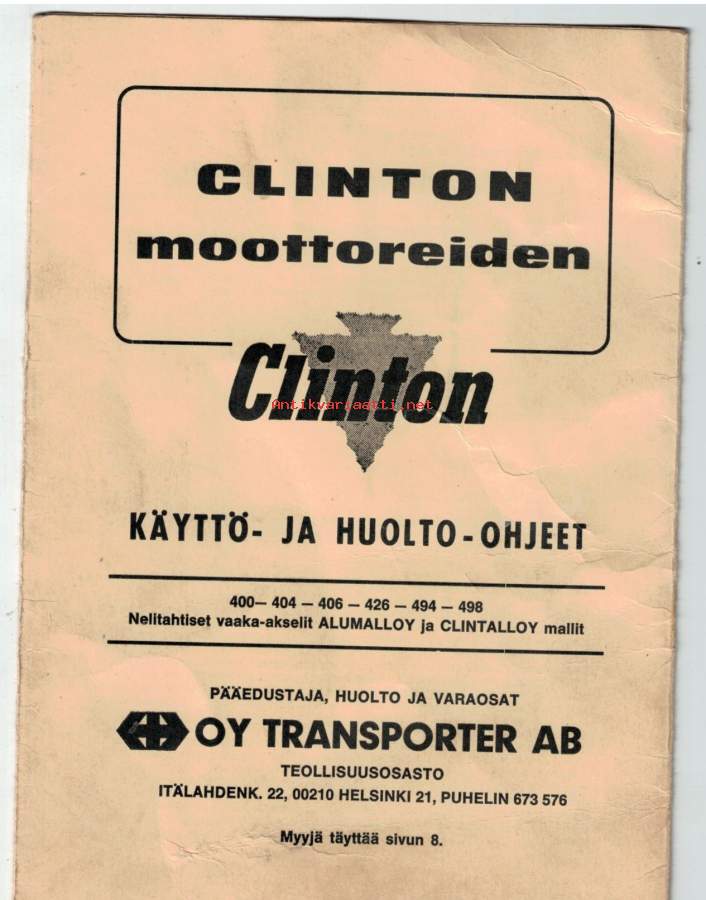 CLINTON
moottoreiden
Clinton
Antikvariaatti.net
KÄYTTÖ- JA HUOLTO-OHJEET
400— 404 — 406 — 426 — 494 — 498
Nelitahtiset vaaka-akselit ALUMALLOY ja CLINTALLOY mallit
PÄÄEDUSTAJA, HUOLTO JA VARAOSAT
OY TRANSPORTER AB
TEOLLISUUSOSASTO
ITÄLAHDENK. 22, 00210 HELSINKI 21, PUHELIN 673 576
Myyjä täyttää sivun 8.